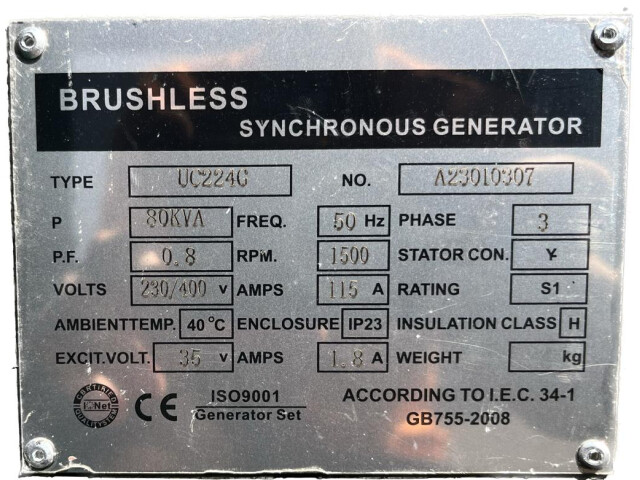 BRUSHLESS
SYNCHRONOUS GENERATOR
TYPE UC224G NO. A23010307
P 80KVA FREQ. 50 Hz PHASE 3
P.F. 0.8 RPM. 1500 STATOR CON. Y
VOLTS 230/400 V AMPS 115 A RATING S1
AMBIENTTEMP. 40°C ENCLOSURE IP23 INSULATION CLASS H
EXCIT.VOLT. 35 V AMPS 1.8 A WEIGHT kg
CE ISO9001 ACCORDING TO I.E.C. 34-1
Generator Set GB755-2008